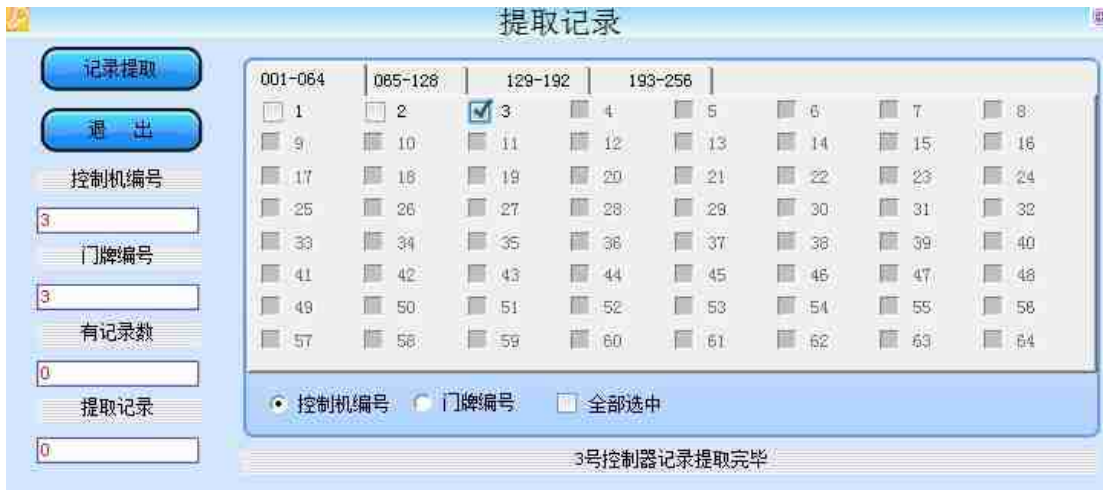 提取记录
记录提取
退 出
控制机编号
3
门牌编号
3
有记录数
0
提取记录
0
001-064 065-128 129-192 193-256
1 2 3 4 5 6 7 8
9 10 11 12 13 14 15 16
17 18 19 20 21 22 23 24
25 26 27 28 29 30 31 32
33 34 35 36 37 38 39 40
41 42 43 44 45 46 47 48
49 50 51 52 53 54 55 56
57 58 59 60 61 62 63 64
控制机编号 门牌编号 全部选中
3号控制器记录提取完毕